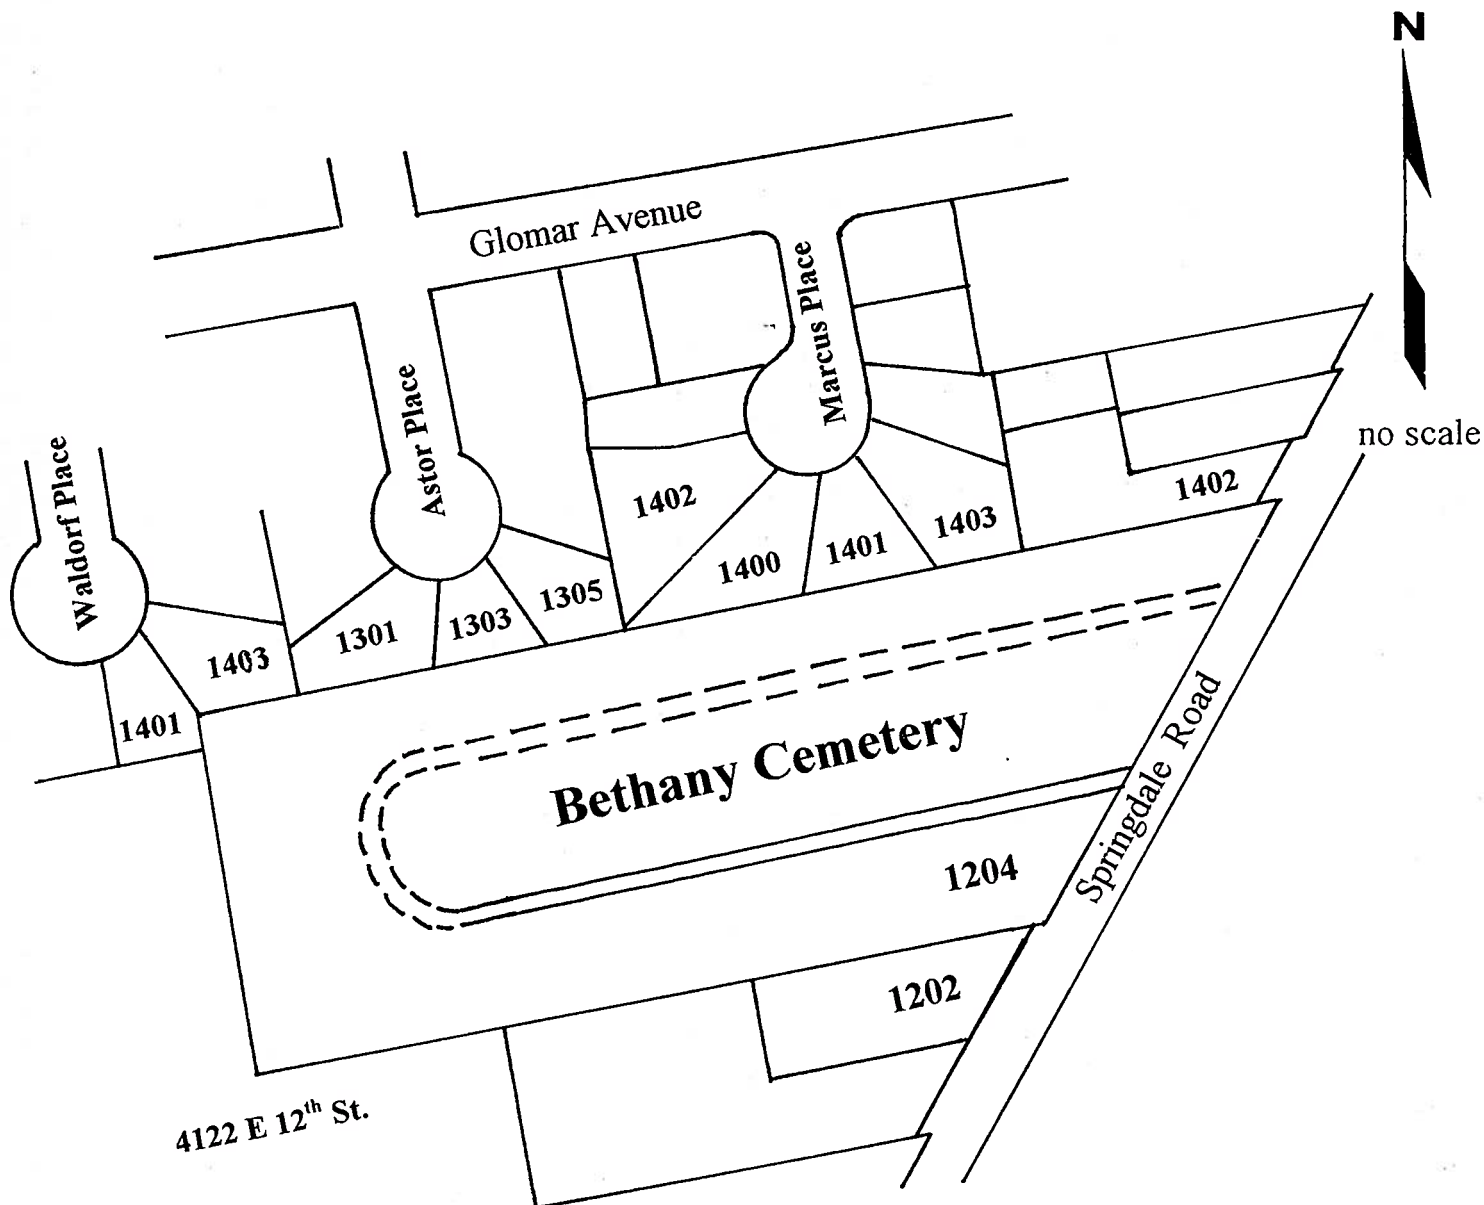 N
Glomar Avenue
Marcus Place
Astor Place
Waldorf Place
no scale
1402
1402
1403
1401
1400
1305
1303
1301
1403
1401
Bethany Cemetery
Springdale Road
1204
1202
4122 E 12th St.